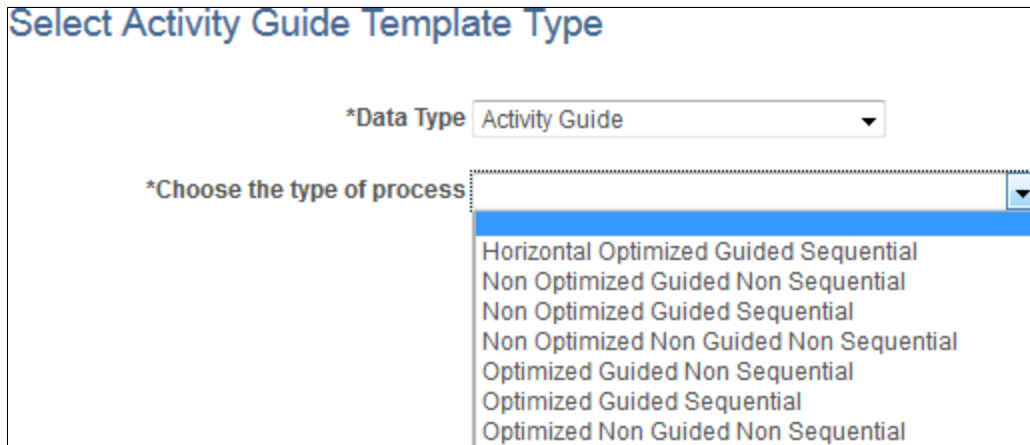 Select Activity Guide Template Type
*Data Type Activity Guide
*Choose the type of process
Horizontal Optimized Guided Sequential
Non Optimized Guided Non Sequential
Non Optimized Guided Sequential
Non Optimized Non Guided Non Sequential
Optimized Guided Non Sequential
Optimized Guided Sequential
Optimized Non Guided Non Sequential